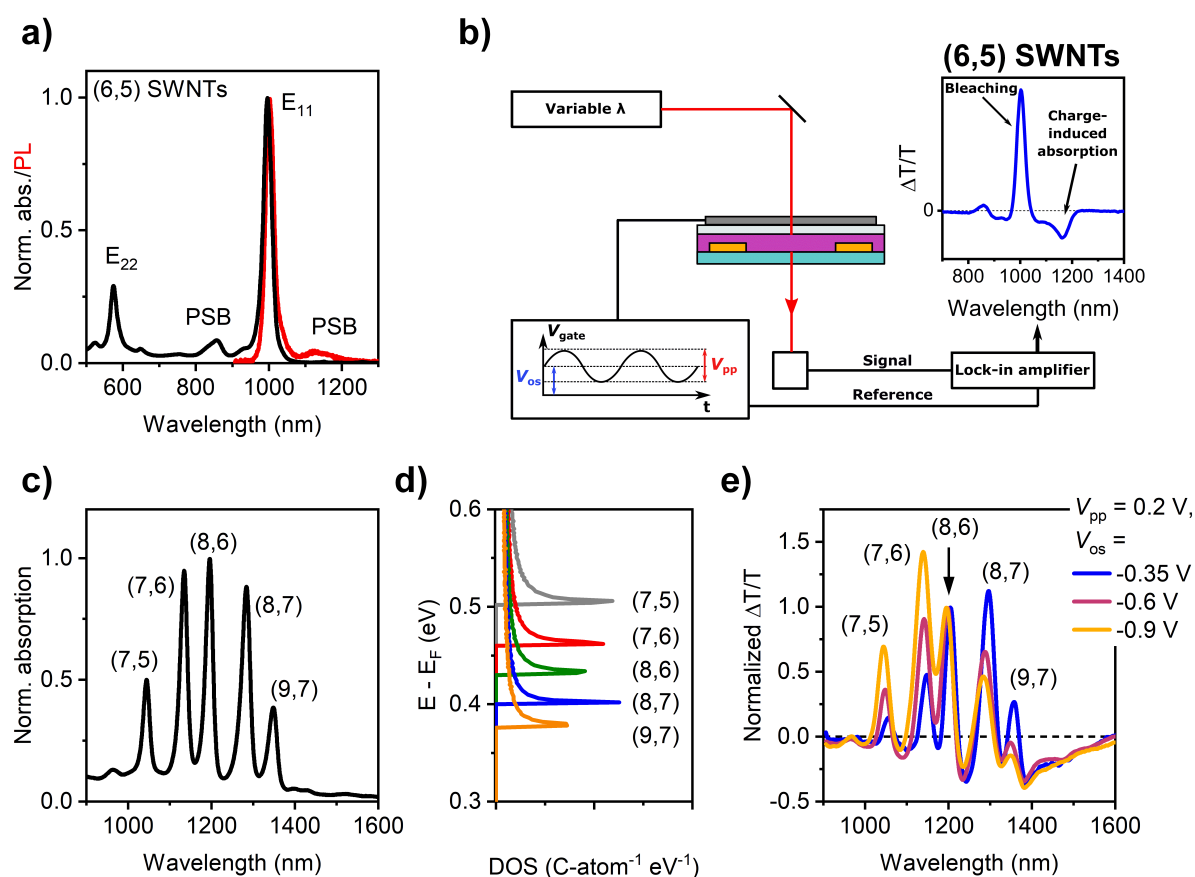 a)
(6,5) SWNTs
E₁₁
E₂₂
PSB
PSB
1.0
0.5
0.0
600
800
1000
1200
Norm. abs./PL
Wavelength (nm)
b)
Variable λ
V_gate
V_os
V_pp
t
Signal
Reference
Lock-in amplifier
(6,5) SWNTs
Bleaching
Charge-
induced
absorption
ΔT/T
0
800
1000
1200
1400
Wavelength (nm)
c)
(7,5)
(7,6)
(8,6)
(8,7)
(9,7)
1.0
0.5
0.0
1000
1200
1400
1600
Norm. absorption
Wavelength (nm)
d)
0.6
0.5
0.4
0.3
E - E_F (eV)
(7,5)
(7,6)
(8,6)
(8,7)
(9,7)
DOS (C-atom⁻¹ eV⁻¹)
e)
1.5
1.0
0.5
0.0
-0.5
Normalized ΔT/T
(7,5)
(7,6)
(8,6)
(8,7)
(9,7)
1000
1200
1400
1600
Wavelength (nm)
V_pp = 0.2 V,
V_os =
-0.35 V
-0.6 V
-0.9 V